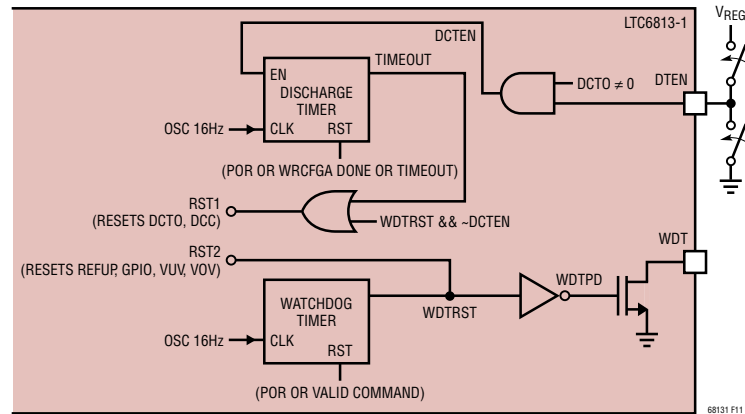 LTC6813-1
VREG
DCTEN
TIMEOUT
EN
DISCHARGE
TIMER
DCTO ≠ 0
DTEN
OSC 16Hz
CLK
RST
(POR OR WRCFGA DONE OR TIMEOUT)
RST1
(RESETS DCTO, DCC)
WDTRST && ~DCTEN
RST2
(RESETS REFUP, GPIO, VUV, VOV)
WDT
WATCHDOG
TIMER
WDTRST
WDTPD
OSC 16Hz
CLK
RST
(POR OR VALID COMMAND)
68131 F11